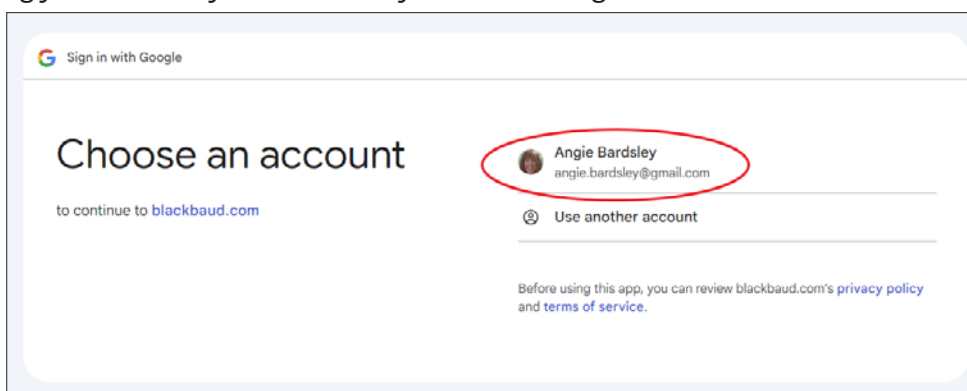 Sign in with Google
Choose an account
to continue to blackbaud.com
Angie Bardsley
angie.bardsley@gmail.com
Use another account
Before using this app, you can review blackbaud.com's privacy policy
and terms of service.